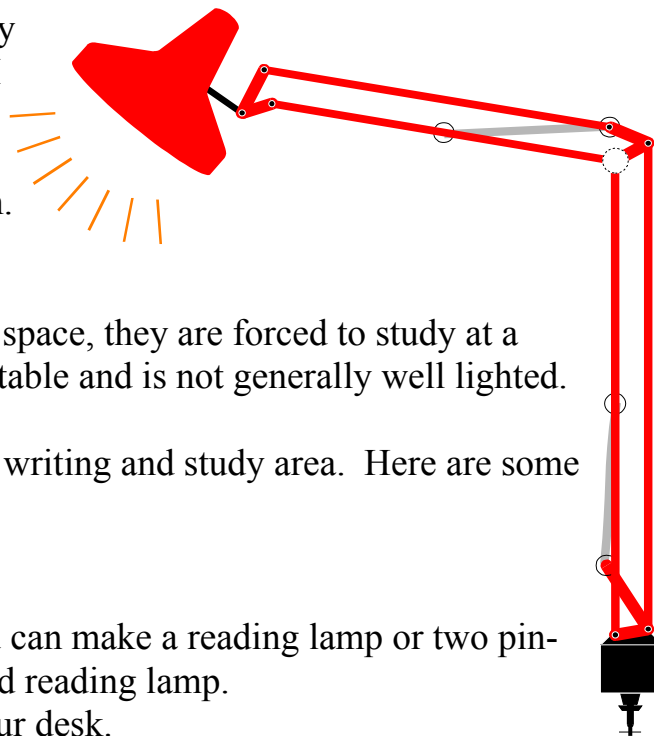 y
n.
space, they are forced to study at a
table and is not generally well lighted.
writing and study area.  Here are some
can make a reading lamp or two pin-
d reading lamp.
ur desk.